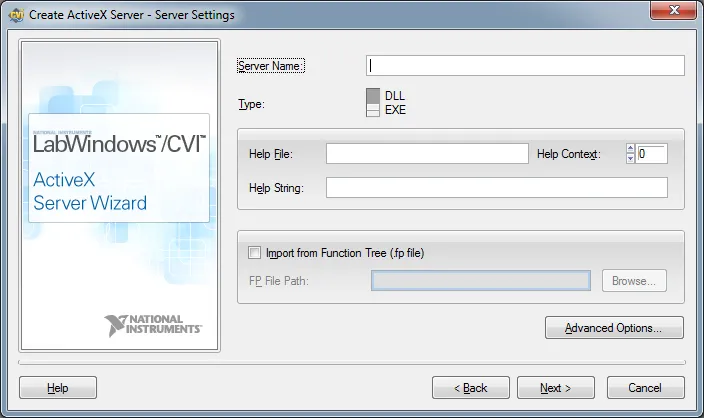 CVI Create ActiveX Server - Server Settings
Server Name:
Type:
DLL
EXE
NATIONAL INSTRUMENTS
LabWindows™/CVI™
ActiveX
Server Wizard
Help File:
Help Context:
0
Help String:
Import from Function Tree (.fp file)
FP File Path:
Browse...
NATIONAL
INSTRUMENTS™
Advanced Options...
Help
< Back
Next >
Cancel